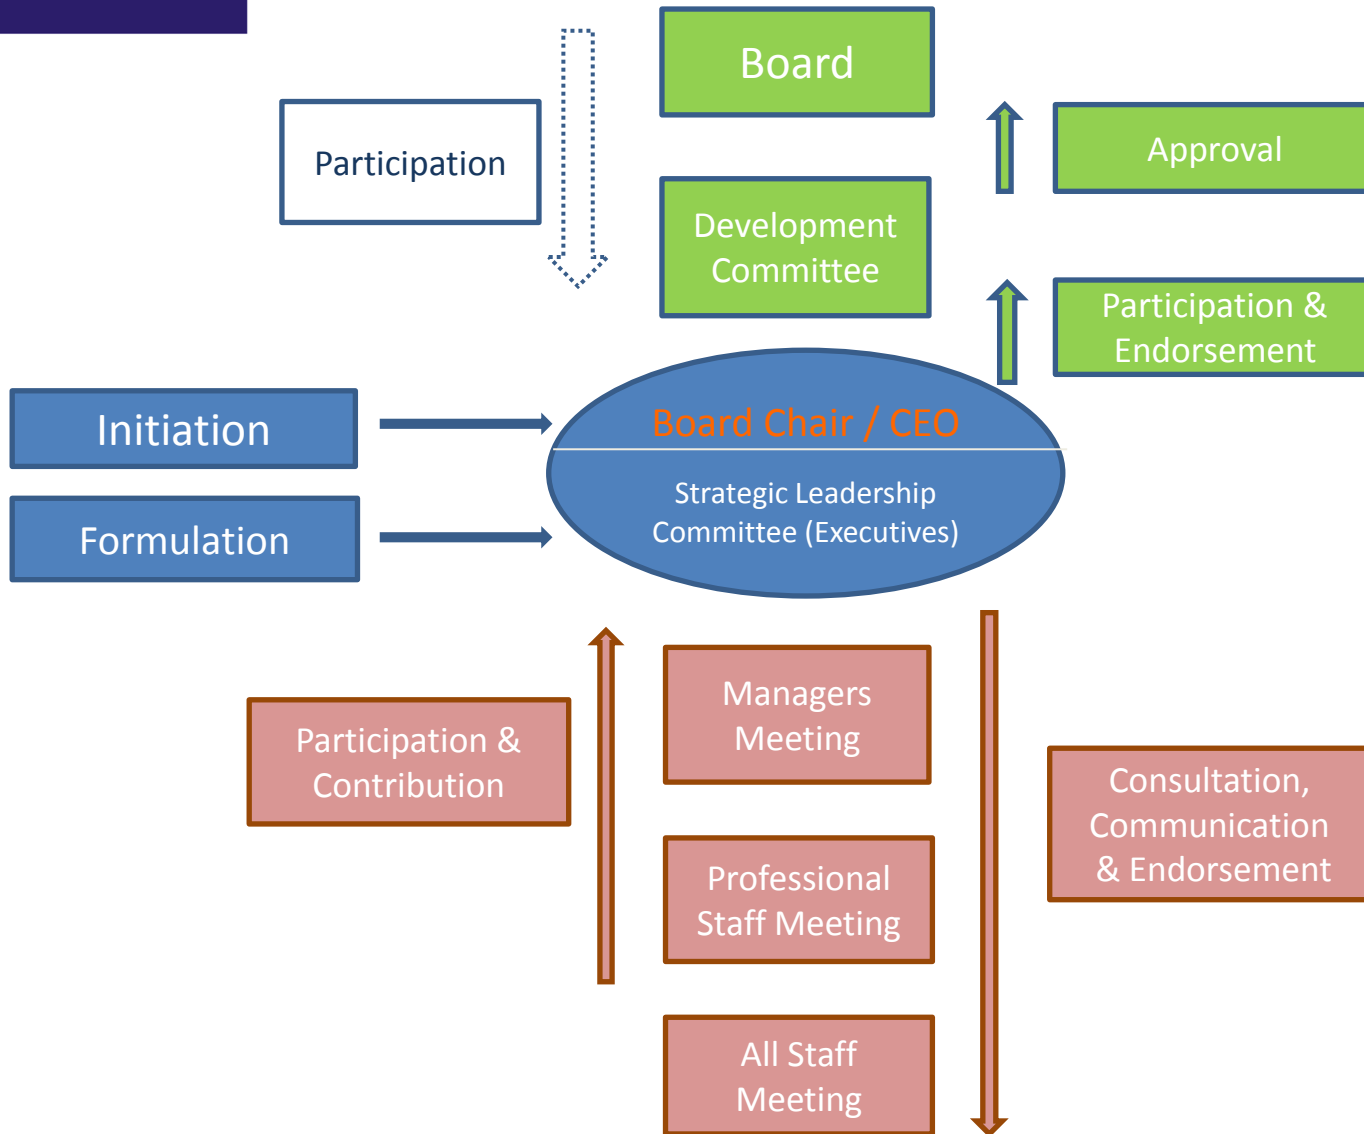 Board
Participation
Approval
Development
Committee
Participation &
Endorsement
Initiation
Board Chair / CEO
Strategic Leadership
Committee (Executives)
Formulation
Managers
Meeting
Participation &
Contribution
Consultation,
Communication
& Endorsement
Professional
Staff Meeting
All Staff
Meeting